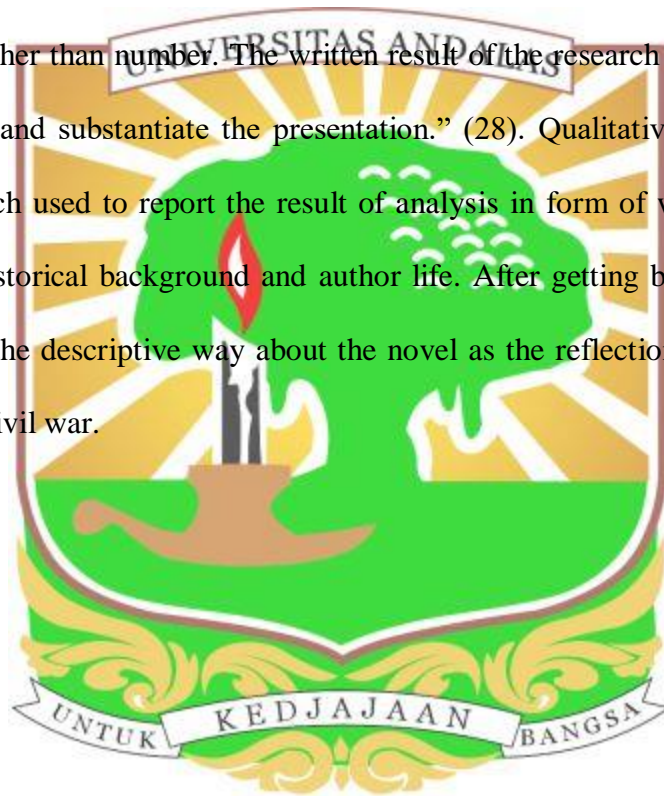 UNIVERSITAS ANDALAS
her than number. The written result of the research
and substantiate the presentation.” (28). Qualitativ
ch used to report the result of analysis in form of
storical background and author life. After getting b
he descriptive way about the novel as the reflection
ivil war.
UNTUK KEDJAJAAN BANGSA